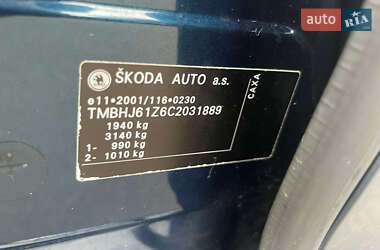 auto RIA
ŠKODA AUTO a.s.
e11*2001/116*0230
TMBHJ61Z6C2031889
1940 kg
3140 kg
1- 990 kg
2- 1010 kg
CAXA